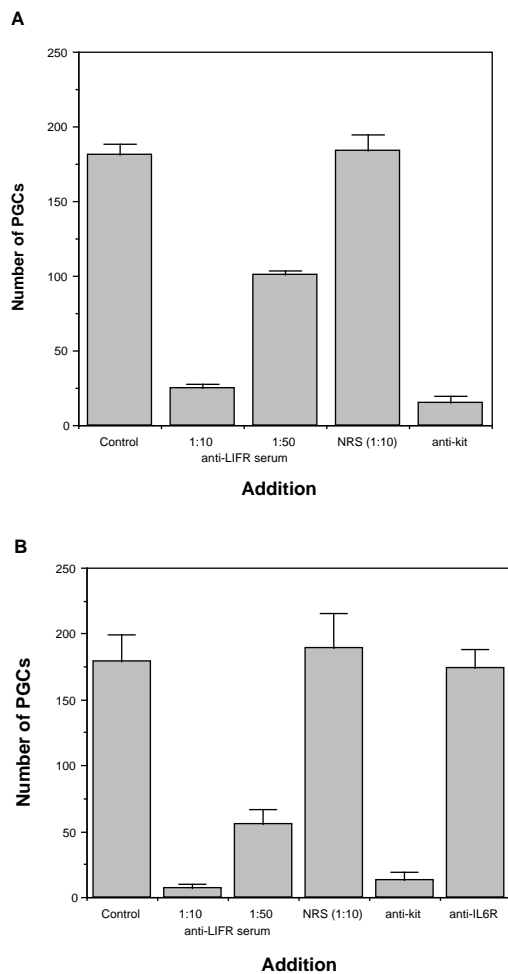 A
250
200
150
100
50
0
Number of PGCs
Control 1:10 1:50 NRS (1:10) anti-kit
anti-LIFR serum
Addition
B
250
200
150
100
50
0
Number of PGCs
Control 1:10 1:50 NRS (1:10) anti-kit anti-IL6R
anti-LIFR serum
Addition